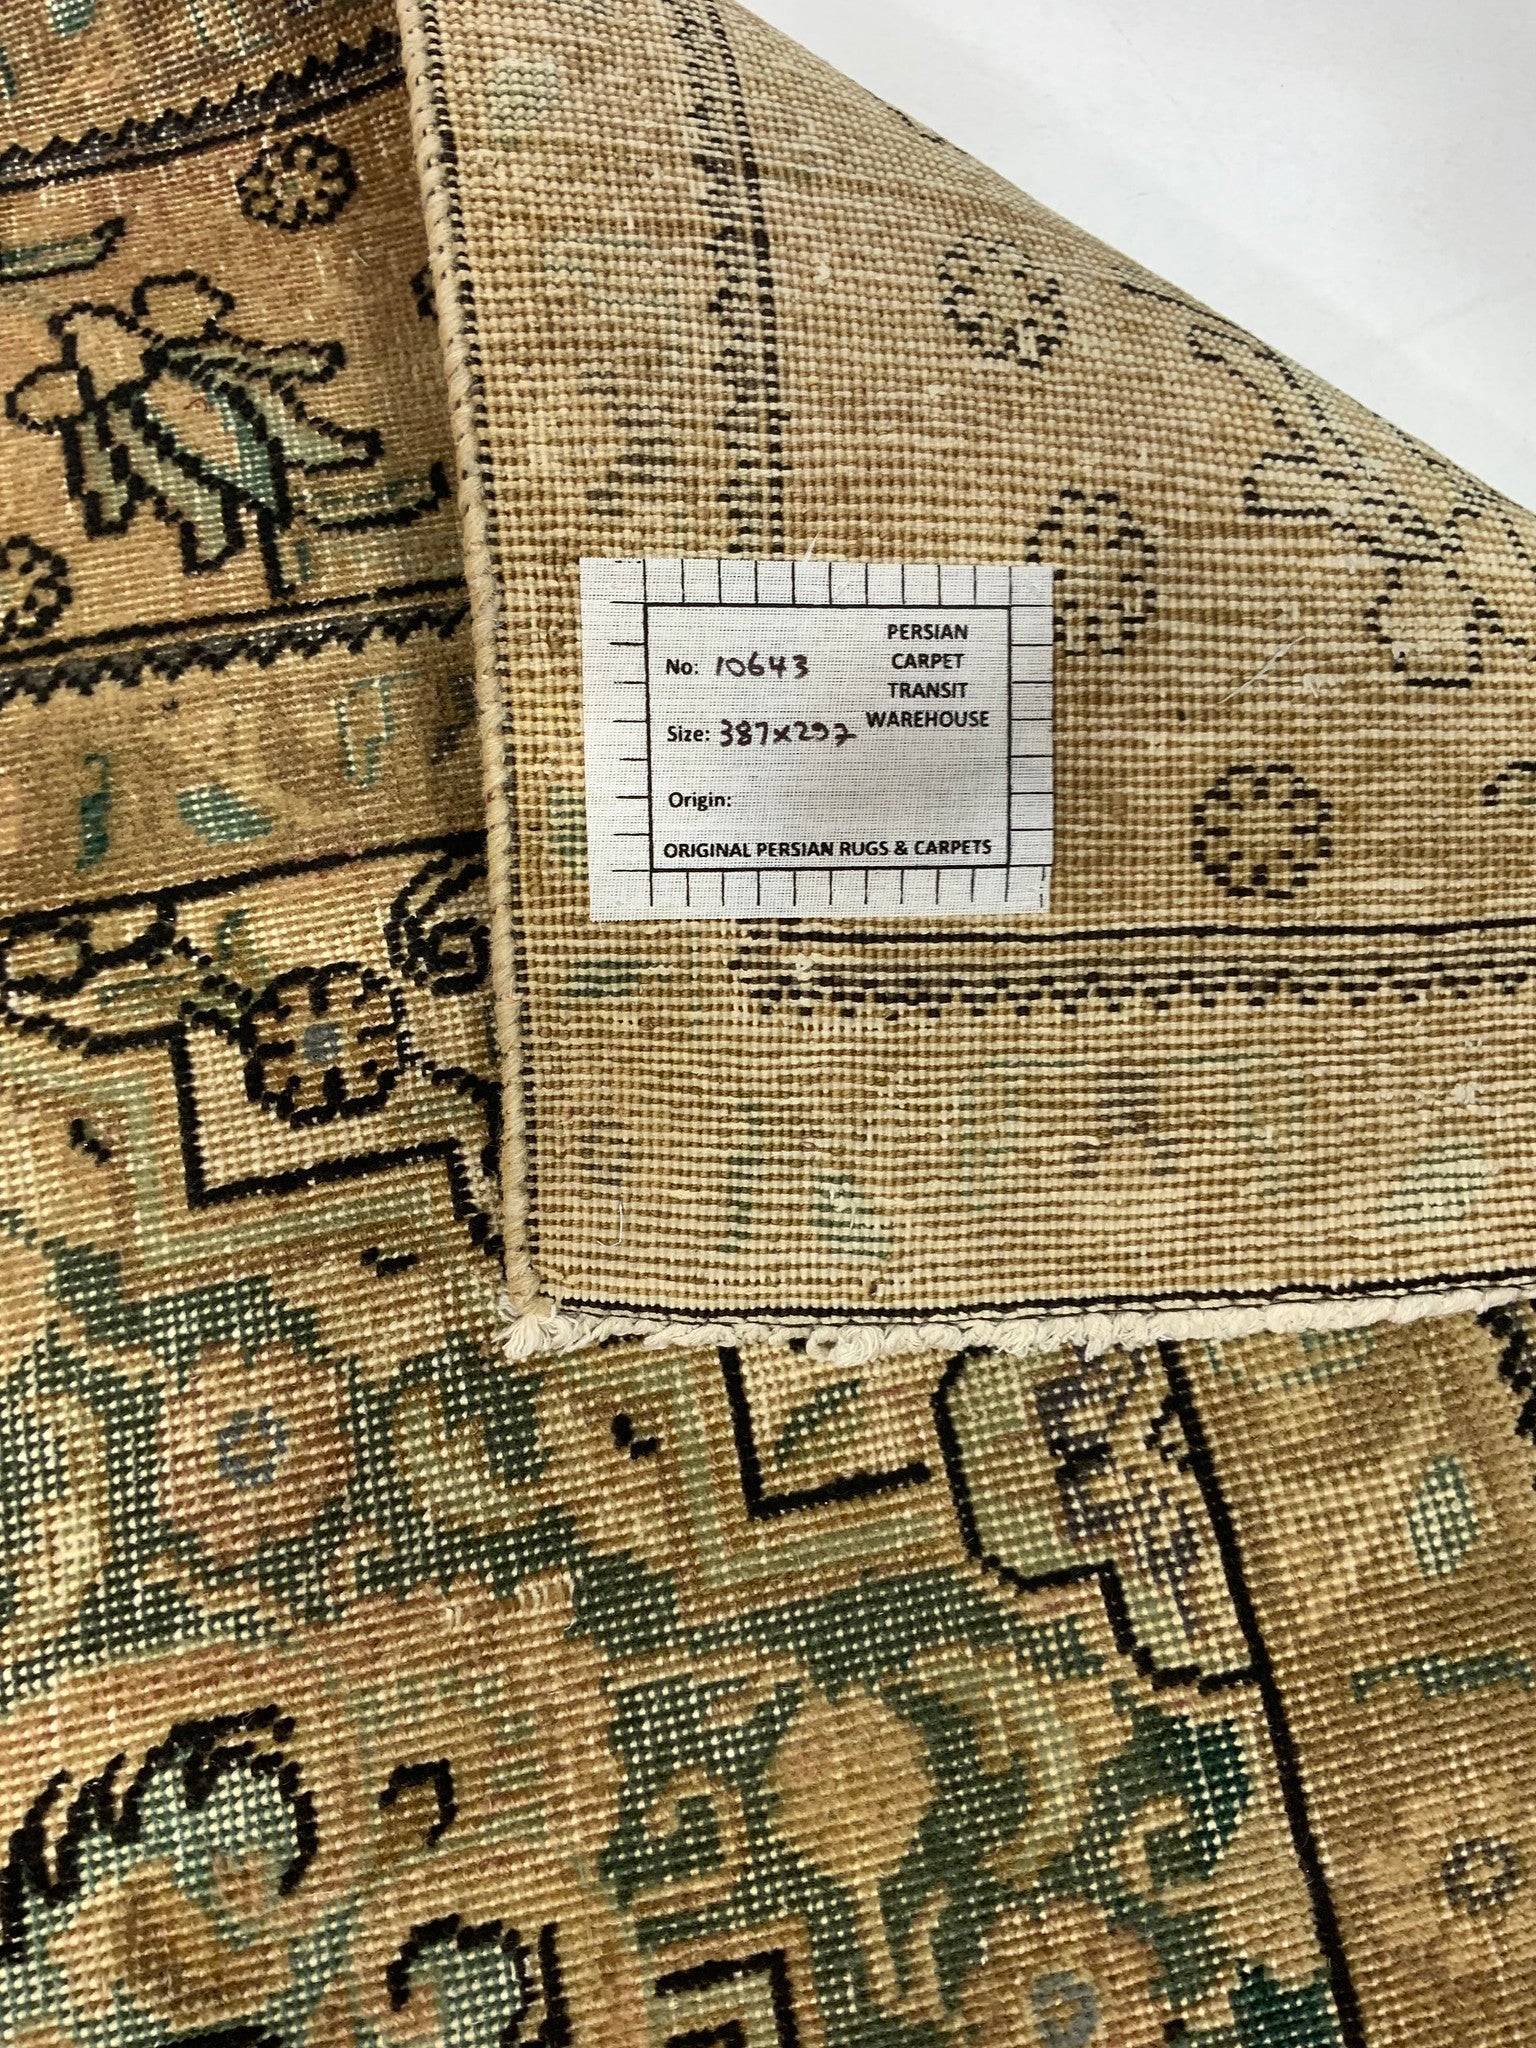 PERSIAN
CARPET
TRANSIT
WAREHOUSE
No: 10643
Size: 387x297
Origin:
ORIGINAL PERSIAN RUGS & CARPETS